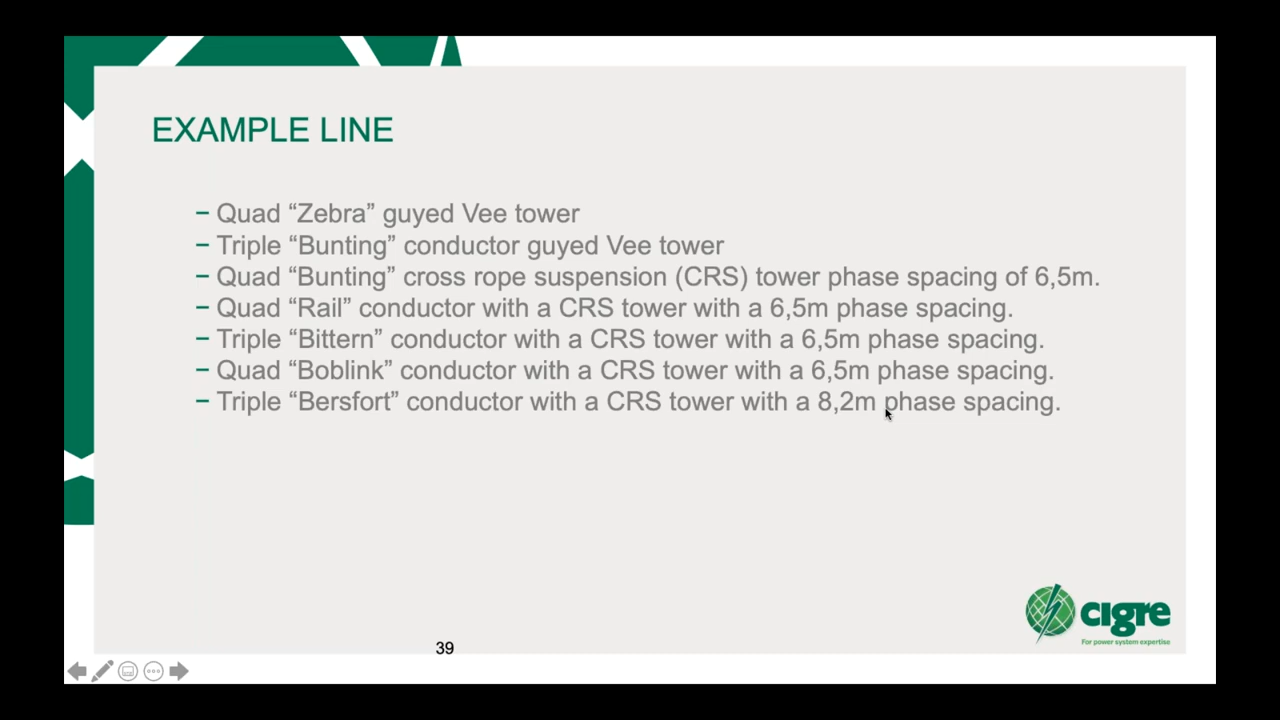 EXAMPLE LINE
– Quad “Zebra” guyed Vee tower
– Triple “Bunting” conductor guyed Vee tower
– Quad “Bunting” cross rope suspension (CRS) tower phase spacing of 6,5m.
– Quad “Rail” conductor with a CRS tower with a 6,5m phase spacing.
– Triple “Bittern” conductor with a CRS tower with a 6,5m phase spacing.
– Quad “Boblink” conductor with a CRS tower with a 6,5m phase spacing.
– Triple “Bersfort” conductor with a CRS tower with a 8,2m phase spacing.
cigre
For power system expertise
39